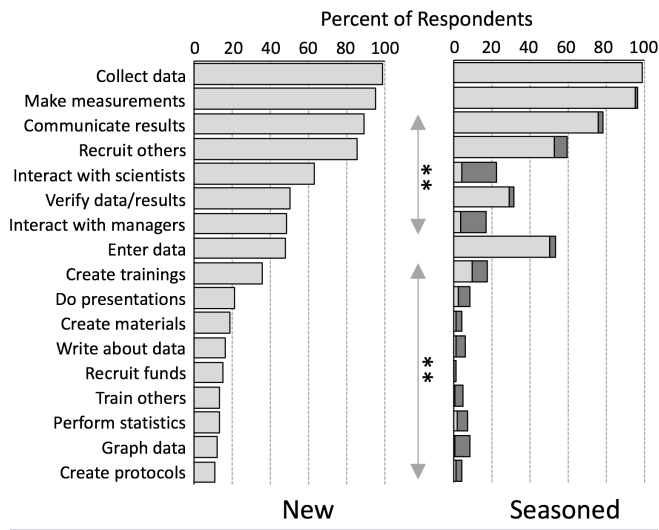 Percent of Respondents
0 20 40 60 80 100 0 20 40 60 80 100
Collect data
Make measurements
Communicate results
Recruit others
Interact with scientists
**
Verify data/results
Interact with managers
Enter data
Create trainings
Do presentations
Create materials
Write about data
Recruit funds
**
Train others
Perform statistics
Graph data
Create protocols
New Seasoned